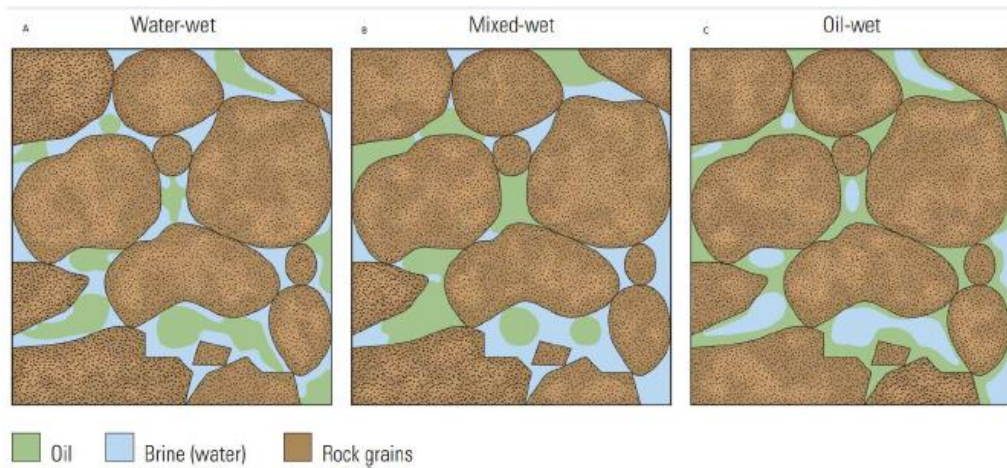 A Water-wet
B Mixed-wet
C Oil-wet
Oil
Brine (water)
Rock grains